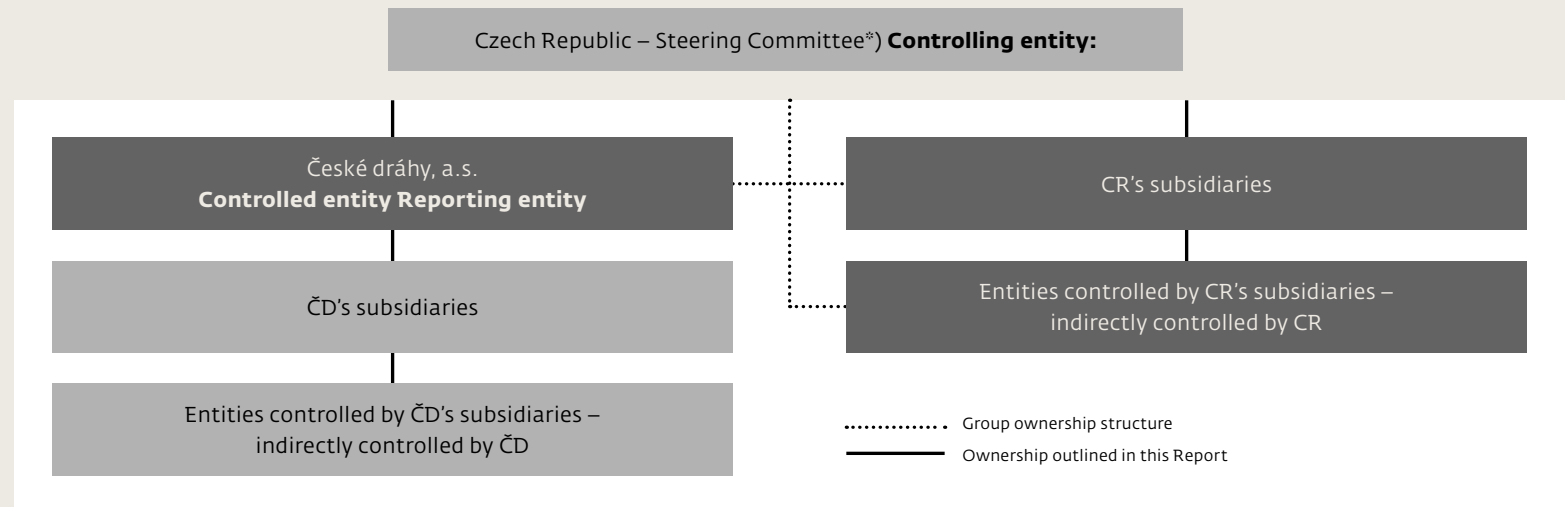 Czech Republic – Steering Committee*) Controlling entity:
České dráhy, a.s.
Controlled entity Reporting entity
CR's subsidiaries
ČD's subsidiaries
Entities controlled by CR's subsidiaries –
indirectly controlled by CR
Entities controlled by ČD's subsidiaries –
indirectly controlled by ČD
Group ownership structure
Ownership outlined in this Report